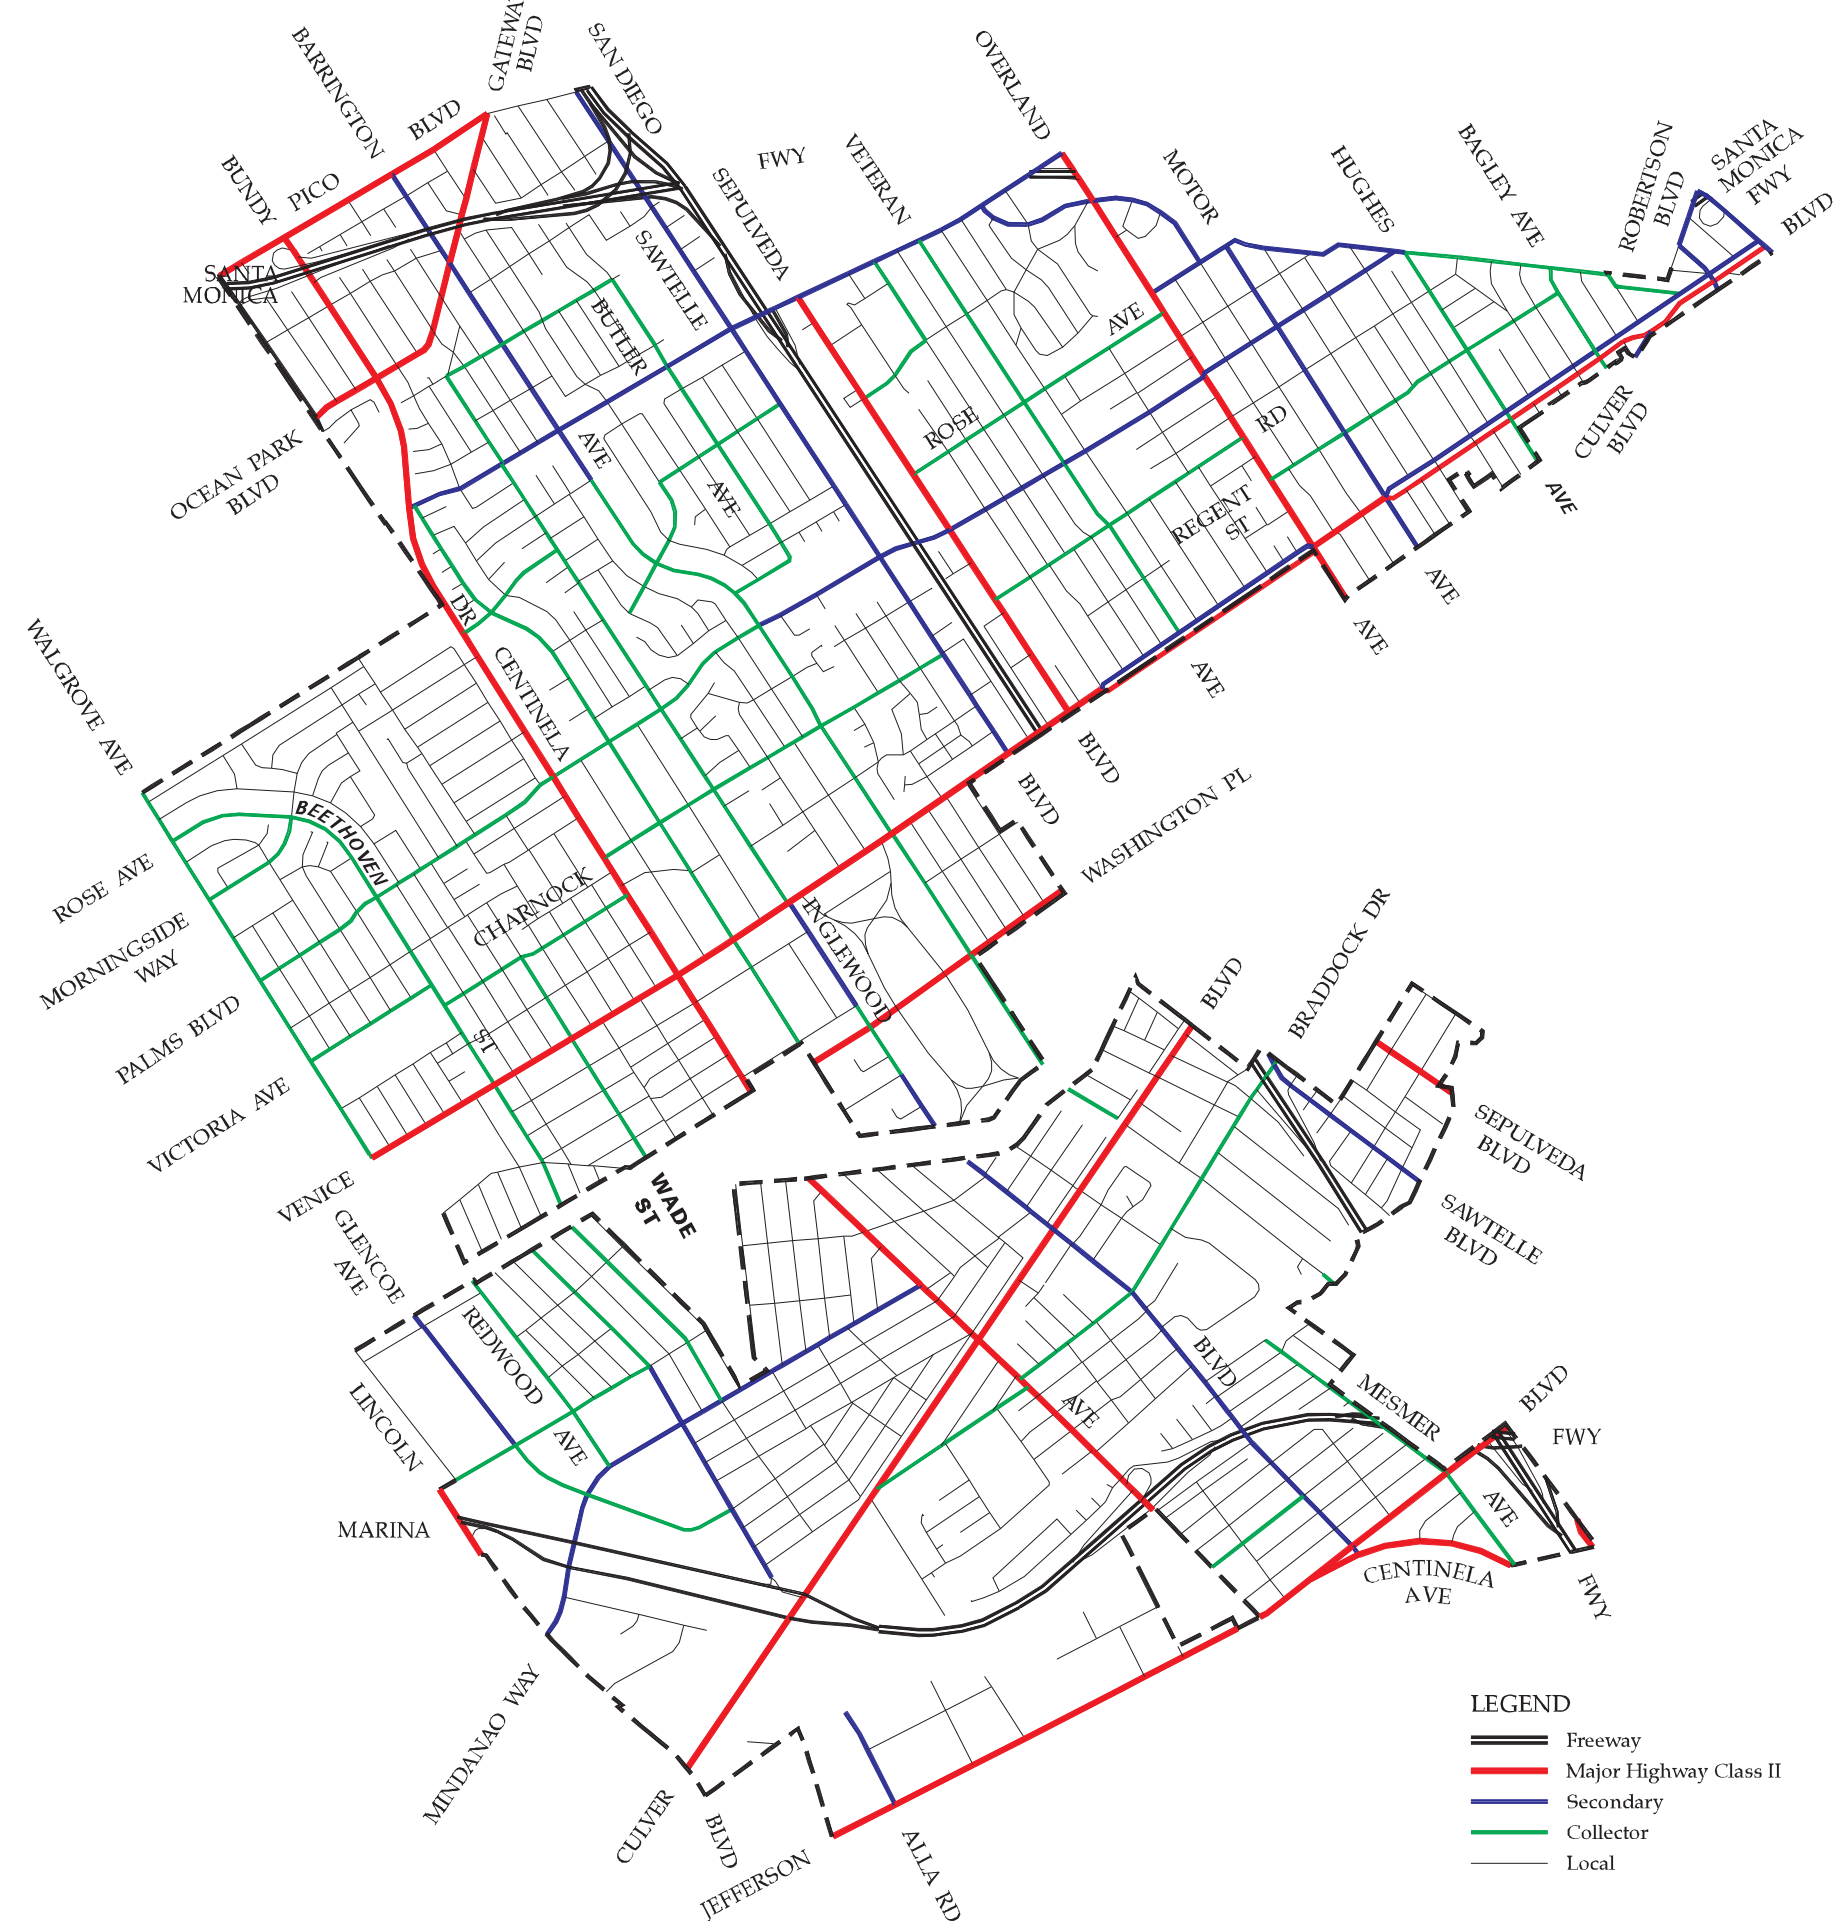 GATEWAY
BLVD
SAN DIEGO
FWY
BARRINGTON
BLVD
PICO
BUNDY
SANTA
MONICA
OVERLAND
VETERAN
SEPULVEDA
SAWTELLE
BUTLER
MOTOR
HUGHES
BAGLEY AVE
ROBERTSON
BLVD
SANTA
MONICA
FWY
BLVD
AVE
ROSE
RD
REGENT
ST
CULVER
BLVD
AVE
OCEAN PARK
BLVD
AVE
AVE
AVE
AVE
AVE
DR
CENTINELA
WALGROVE AVE
BLVD
BLVD
WASHINGTON PL
BEETHOVEN
ROSE AVE
MORNINGSIDE
WAY
PALMS BLVD
VICTORIA AVE
CHARNOCK
ST
INGLEWOOD
VENICE
GLENCOE
AVE
WADE
ST
BLVD
BRADDOCK DR
SEPULVEDA
BLVD
SAWTELLE
BLVD
REDWOOD
AVE
LINCOLN
MARINA
AVE
BLVD
MESMER
BLVD
FWY
AVE
CENTINELA
AVE
FWY
MINDANAO WAY
CULVER
BLVD
JEFFERSON
ALLA RD
LEGEND
Freeway
Major Highway Class II
Secondary
Collector
Local